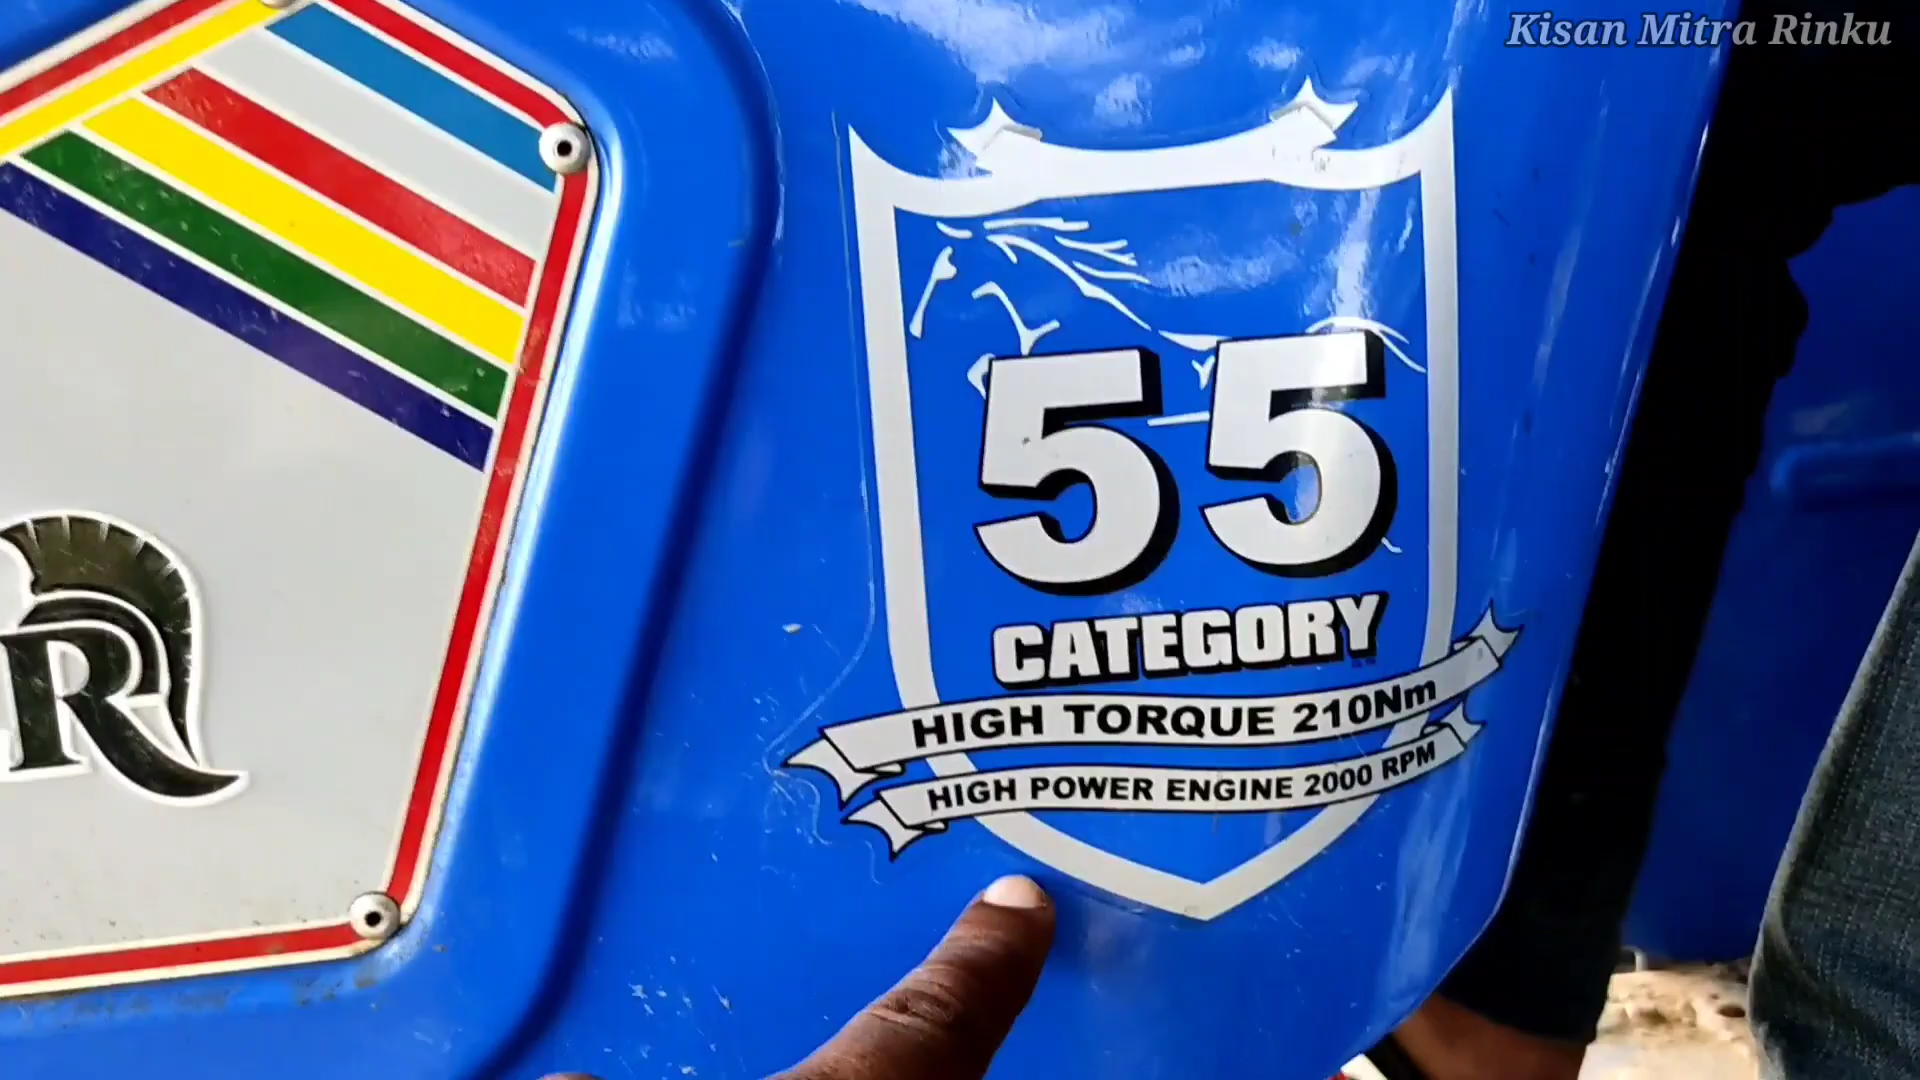 Kisan Mitra Rinku
55
CATEGORY
HIGH TORQUE 210Nm
HIGH POWER ENGINE 2000 RPM
R